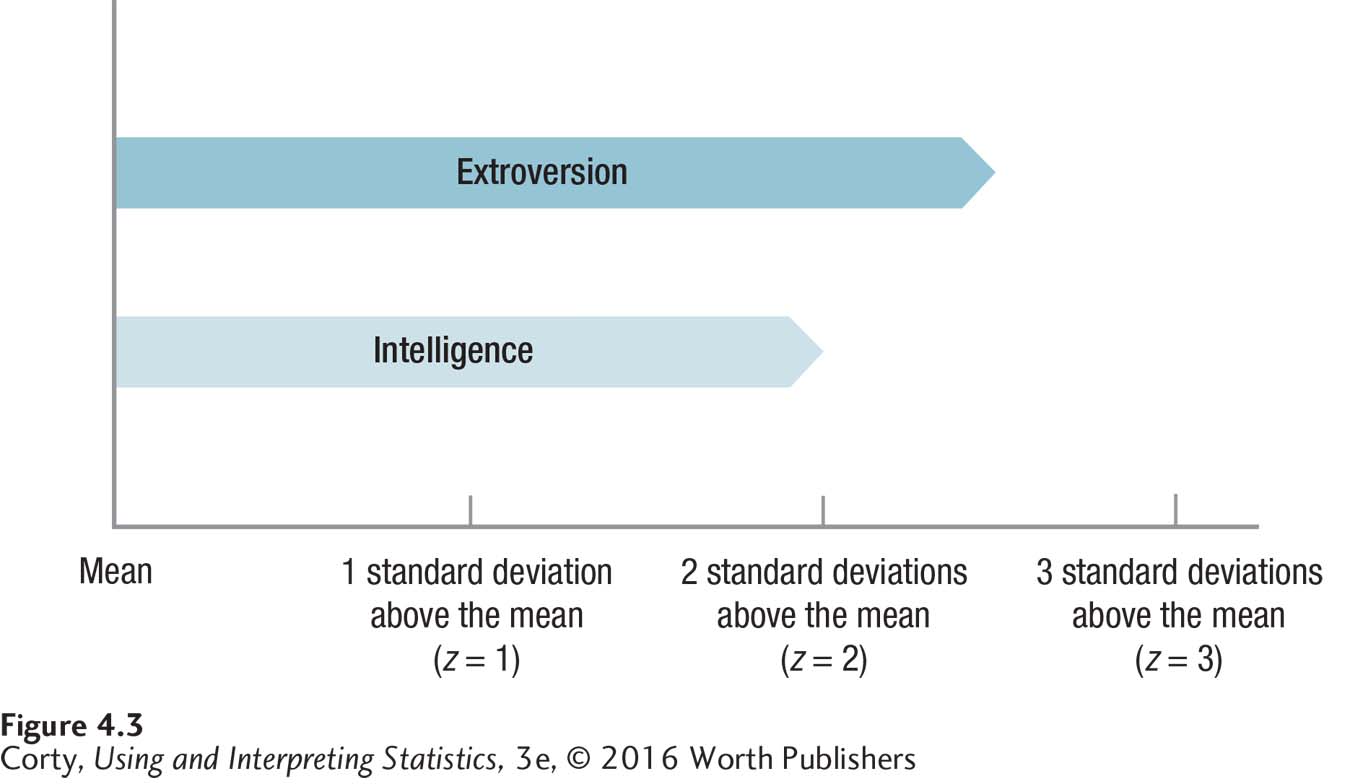 Extroversion
Intelligence
Mean
1 standard deviation
above the mean
(z = 1)
2 standard deviations
above the mean
(z = 2)
3 standard deviations
above the mean
(z = 3)
Figure 4.3
Corty, Using and Interpreting Statistics, 3e, © 2016 Worth Publishers